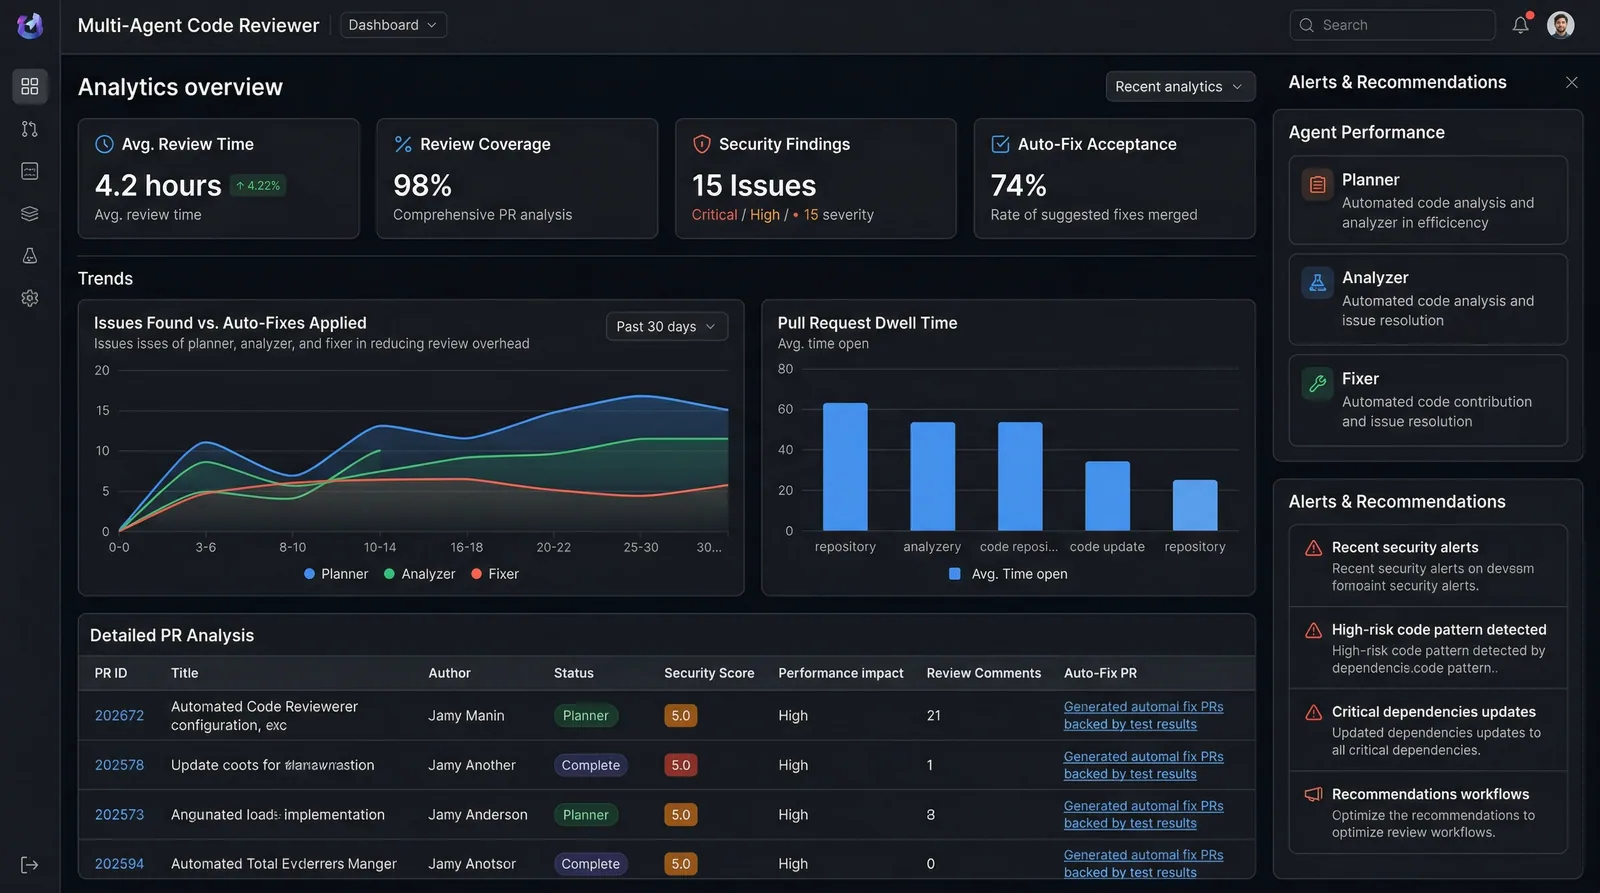 Multi-Agent Code Reviewer
Dashboard
Search
Analytics overview
Recent analytics
Avg. Review Time
4.2 hours
↑ 4.22%
Avg. review time
Review Coverage
98%
Comprehensive PR analysis
Security Findings
15 Issues
Critical / High / • 15 severity
Auto-Fix Acceptance
74%
Rate of suggested fixes merged
Trends
Issues Found vs. Auto-Fixes Applied
Issues isses of planner, analyzer, and fixer in reducing review overhead
Past 30 days
20
15
10
5
0
0-0 3-6 8-10 10-14 16-18 20-22 25-30 30...
Planner Analyzer Fixer
Pull Request Dwell Time
Avg. time open
80
60
40
20
0
repository analyzery code reposi... code update repository
Avg. Time open
Detailed PR Analysis
PR ID Title Author Status Security Score Performance impact Review Comments Auto-Fix PR
202672 Automated Code Reviewerer Jamy Manin Planner 5.0 High 21 Generated automal fix PRs
configuration, exc backed by test results
202578 Update coots for Jamy Another Complete 5.0 High 1 Generated automal fix PRs
backed by test results
202573 Angunated loads implementation Jamy Anderson Planner 5.0 High 8 Generated automal fix PRs
backed by test results
202594 Automated Total Manger Jamy Anotsor Complete 5.0 High 0 Generated automal fix PRs
backed by test results
Alerts & Recommendations
Agent Performance
Planner
Automated code analysis and
analyzer in efficicency
Analyzer
Automated code analysis and
issue resolution
Fixer
Automated code contribution
and issue resolution
Alerts & Recommendations
Recent security alerts
Recent security alerts on devsem
fomoaint security alerts.
High-risk code pattern detected
High-risk code pattern detected by
dependencie.code pattern..
Critical dependencies updates
Updated dependencies updates to
all critical dependencies.
Recommendations workflows
Optimize the recommendations to
optimize review workflows.